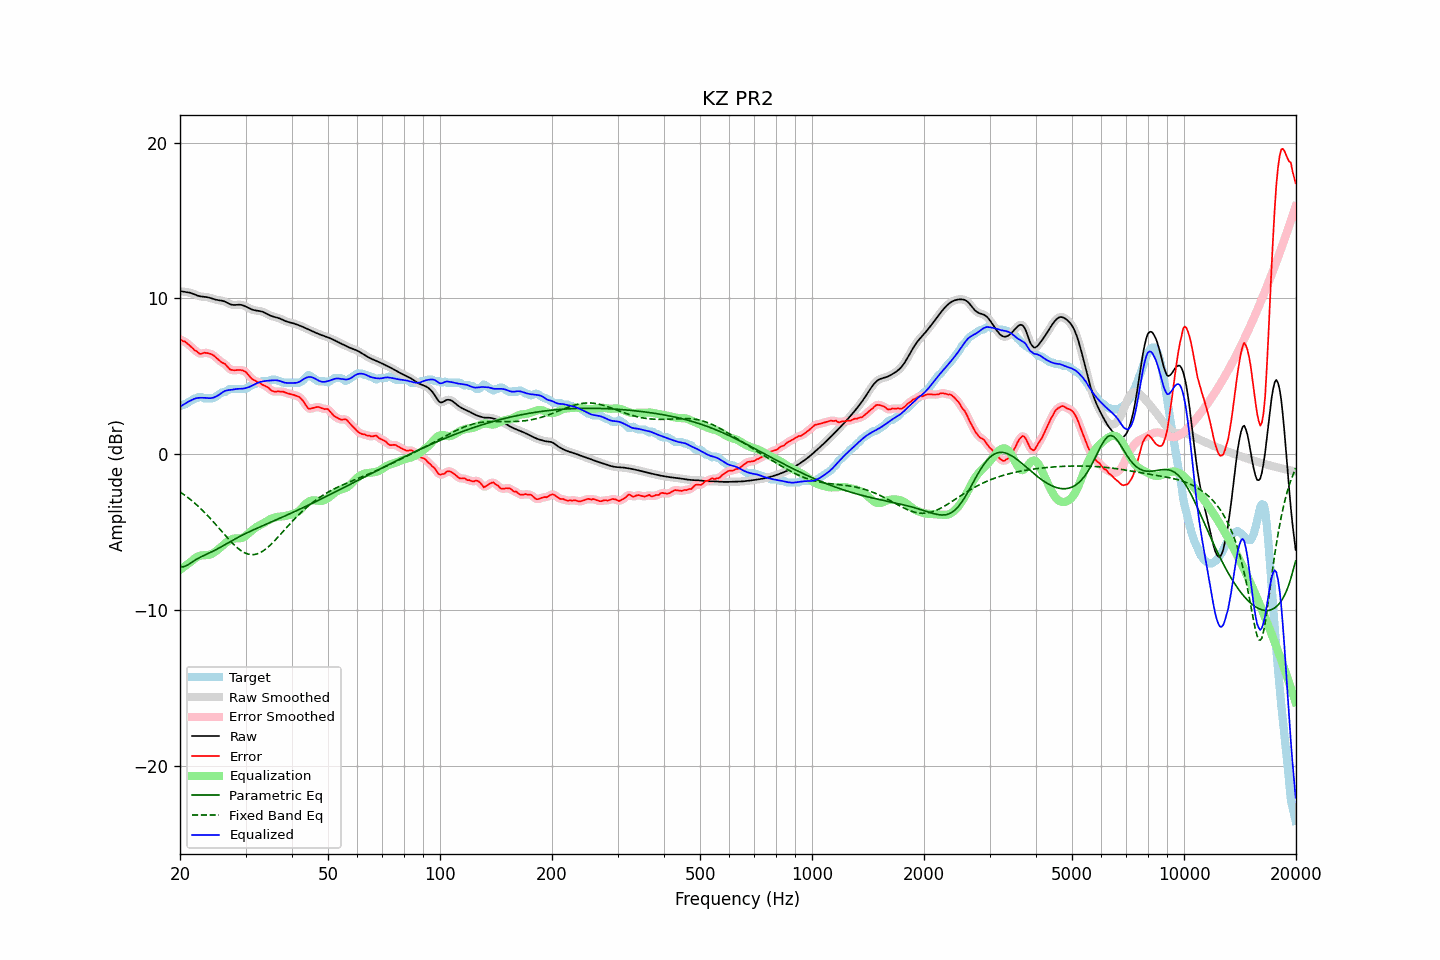 KZ PR2
Amplitude (dBr)
20
10
0
−10
−20
Target
Raw Smoothed
Error Smoothed
Raw
Error
Equalization
Parametric Eq
Fixed Band Eq
Equalized
20 50 100 200 500 1000 2000 5000 10000 20000
Frequency (Hz)